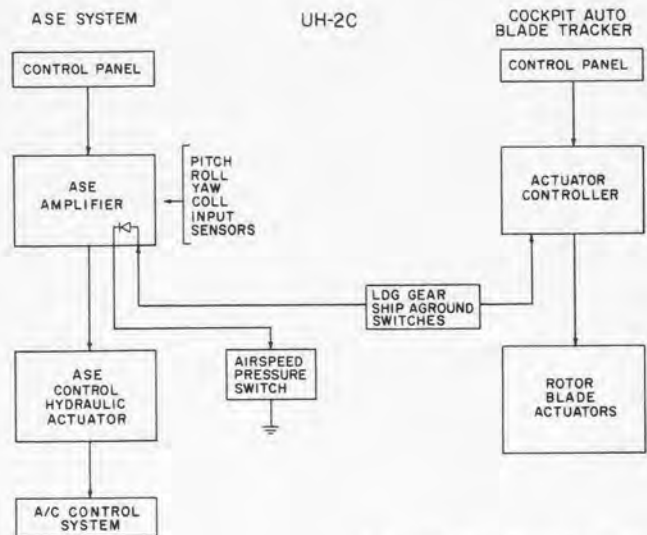 ASE SYSTEM
UH-2C
COCKPIT AUTO
BLADE TRACKER
CONTROL PANEL
CONTROL PANEL
ASE
AMPLIFIER
PITCH
ROLL
YAW
COLL
INPUT
SENSORS
ACTUATOR
CONTROLLER
LDG GEAR
SHIP AGROUND
SWITCHES
ASE
CONTROL
HYDRAULIC
ACTUATOR
AIRSPEED
PRESSURE
SWITCH
ROTOR
BLADE
ACTUATORS
A/C CONTROL
SYSTEM